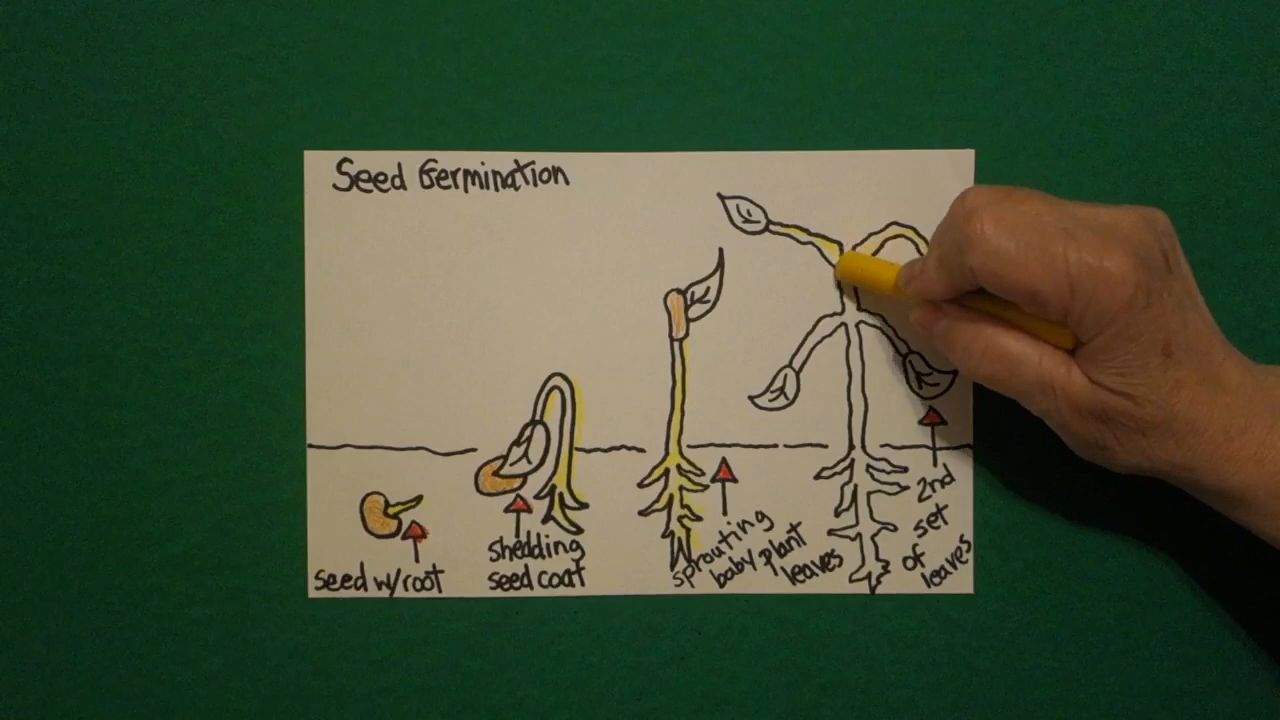 Seed Germination
seed w/root
shedding
seed coat
sprouting
baby plant
leaves
2nd
set
of
leaves